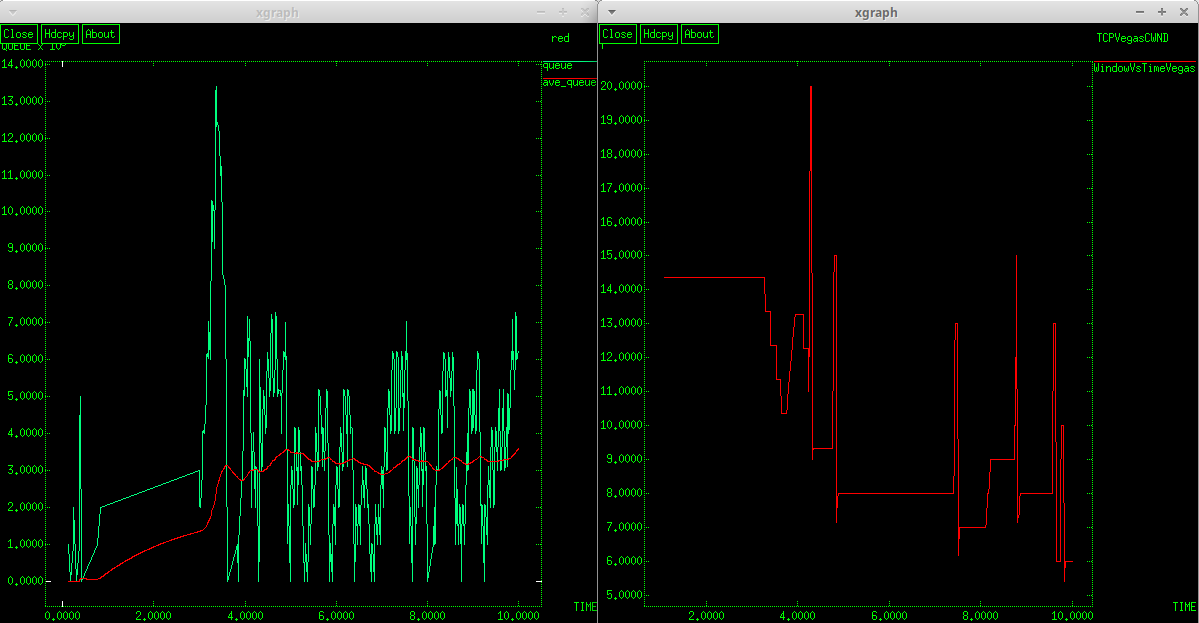 xgraph
Close Hdcpy About
QUEUE x 10
red
queue
ave_queue
14.0000
13.0000
12.0000
11.0000
10.0000
9.0000
8.0000
7.0000
6.0000
5.0000
4.0000
3.0000
2.0000
1.0000
0.0000
TIME
0.0000 2.0000 4.0000 6.0000 8.0000 10.0000
xgraph
Close Hdcpy About
TCPVegasCWND
WindowVsTimeVegas
20.0000
19.0000
18.0000
17.0000
16.0000
15.0000
14.0000
13.0000
12.0000
11.0000
10.0000
9.0000
8.0000
7.0000
6.0000
5.0000
TIME
2.0000 4.0000 6.0000 8.0000 10.0000